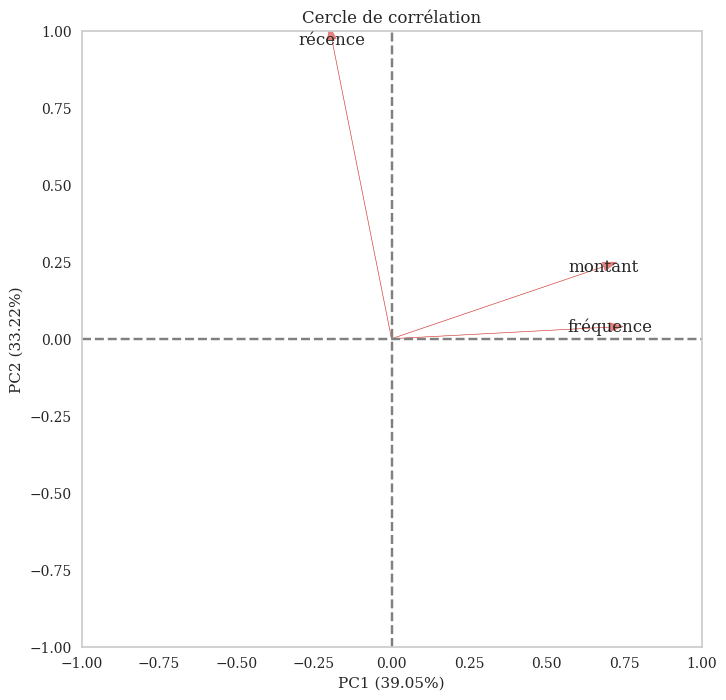 Cercle de corrélation
1.00
récence
0.75
0.50
0.25
montant
fréquence
0.00
−0.25
−0.50
−0.75
−1.00
−1.00 −0.75 −0.50 −0.25 0.00 0.25 0.50 0.75 1.00
PC1 (39.05%)
PC2 (33.22%)